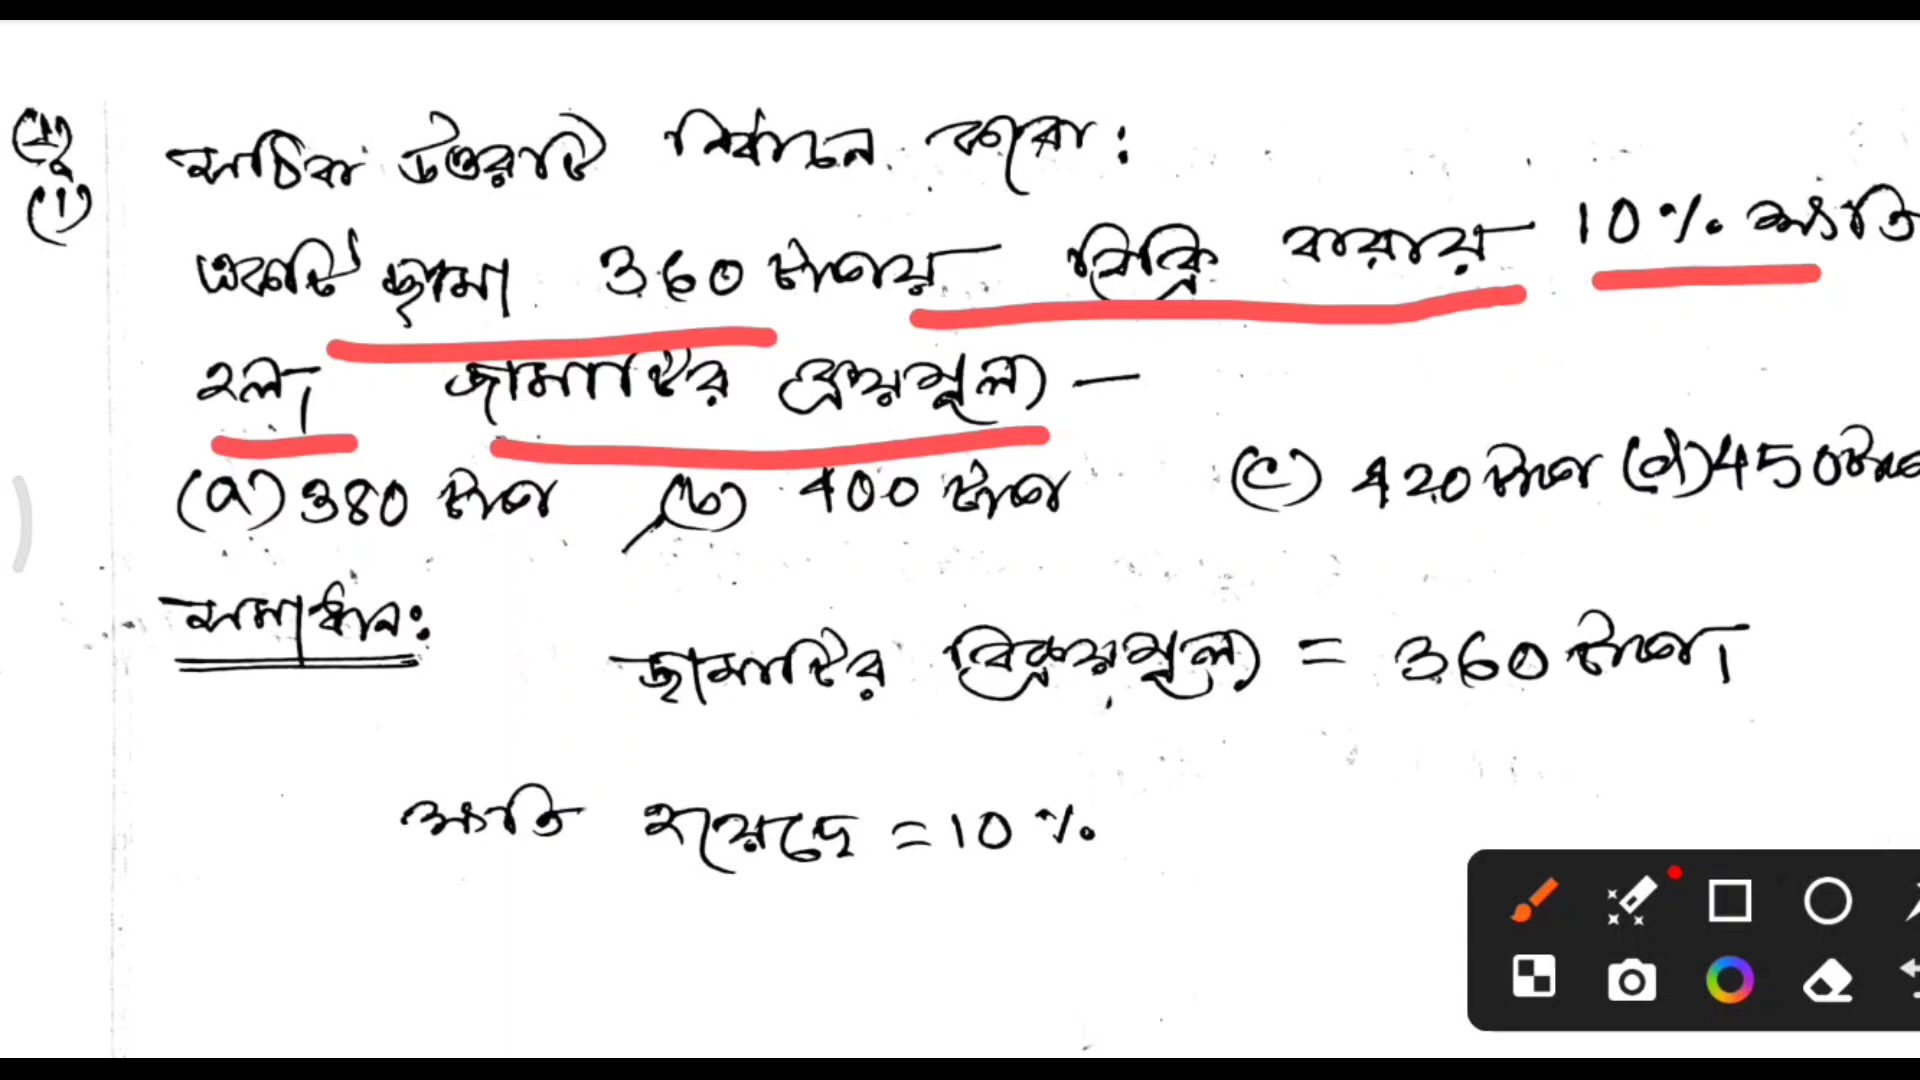 (1)
সঠিক উত্তরটি নির্বাচন করো:
(i)
একটি জামা 360 টাকায় বিক্রি করায় 10% ক্ষতি
হল। জামাটির ক্রয়মূল্য —
(a) 380 টাকা (b) 400 টাকা (c) 420 টাকা (d) 450 টাকা
সমাধান:
জামাটির বিক্রয়মূল্য = 360 টাকা।
ক্ষতি হয়েছে = 10%